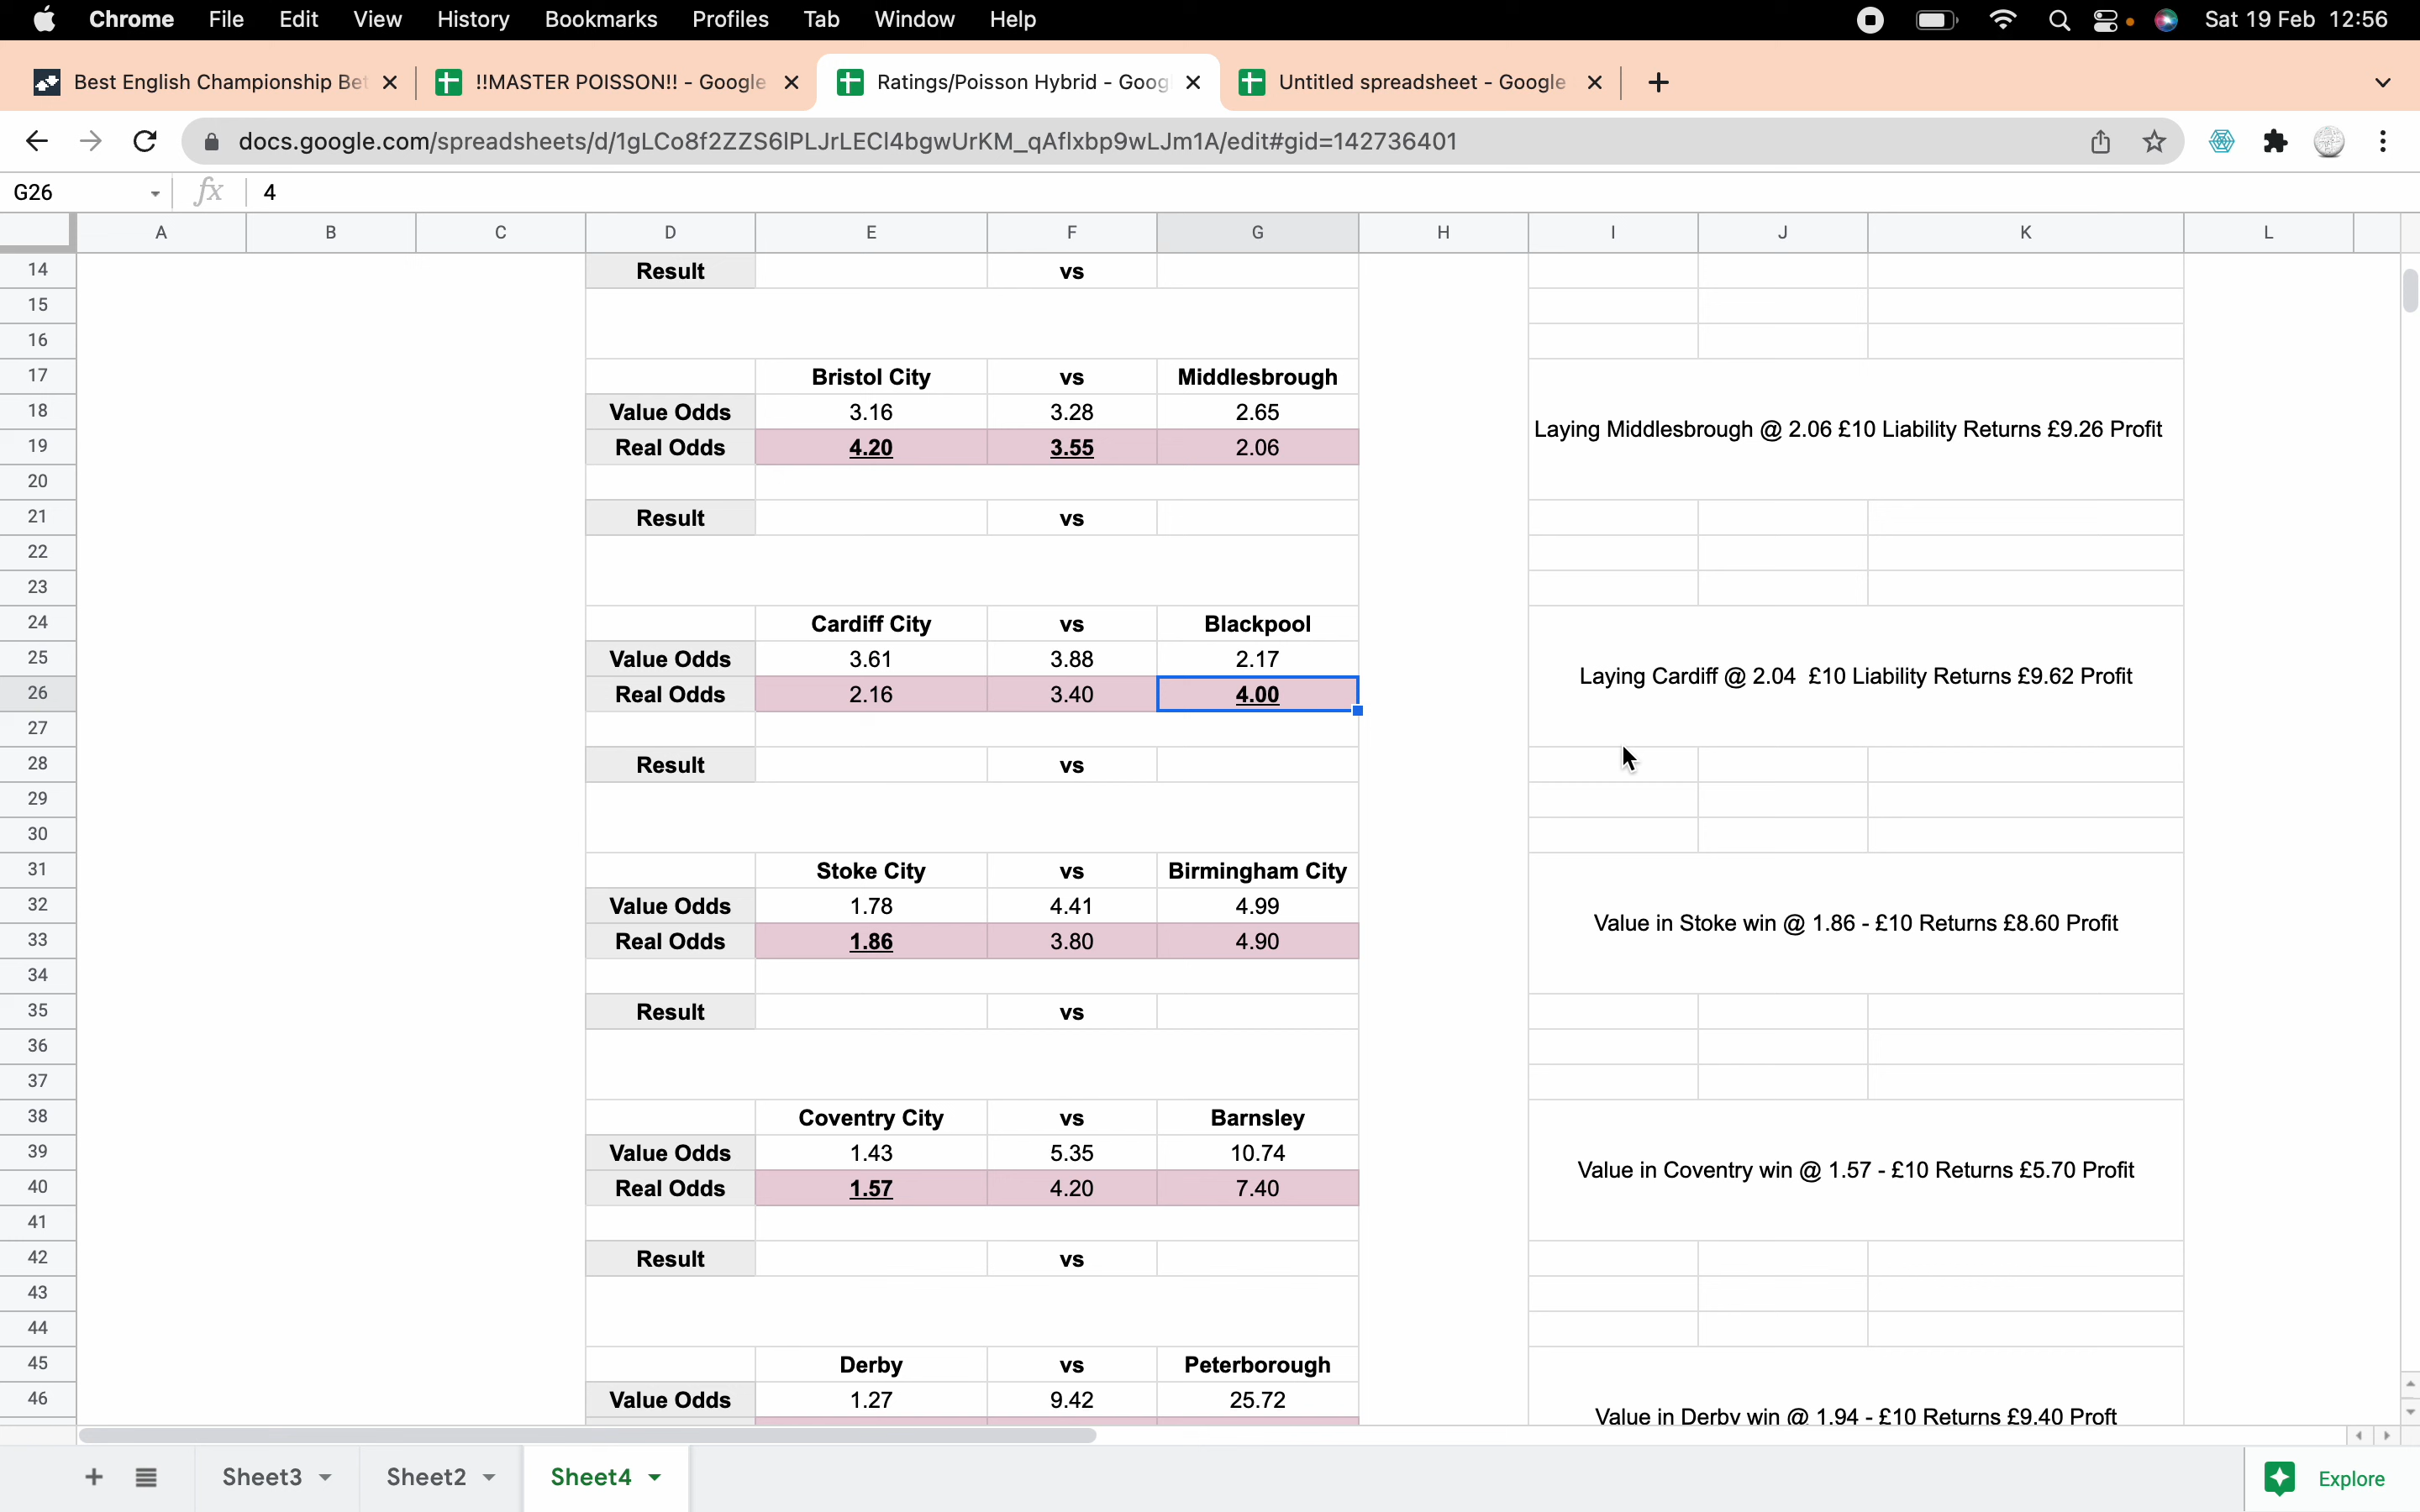 Chrome File Edit View History Bookmarks Profiles Tab Window Help Sat 19 Feb 12:56
Best English Championship Bet !!MASTER POISSON!! - Google Ratings/Poisson Hybrid - Goog Untitled spreadsheet - Google
docs.google.com/spreadsheets/d/1gLCo8f2ZZS6IPLJrLECl4bgwUrKM_qAflxbp9wLJm1A/edit#gid=142736401
G26 fx 4
A B C D E F G H I J K L
14 Result vs
15
16
17 Bristol City vs Middlesbrough
18 Value Odds 3.16 3.28 2.65
Laying Middlesbrough @ 2.06 £10 Liability Returns £9.26 Profit
19 Real Odds 4.20 3.55 2.06
20
21 Result vs
22
23
24 Cardiff City vs Blackpool
25 Value Odds 3.61 3.88 2.17
Laying Cardiff @ 2.04 £10 Liability Returns £9.62 Profit
26 Real Odds 2.16 3.40 4.00
27
28 Result vs
29
30
31 Stoke City vs Birmingham City
32 Value Odds 1.78 4.41 4.99
Value in Stoke win @ 1.86 - £10 Returns £8.60 Profit
33 Real Odds 1.86 3.80 4.90
34
35 Result vs
36
37
38 Coventry City vs Barnsley
39 Value Odds 1.43 5.35 10.74
Value in Coventry win @ 1.57 - £10 Returns £5.70 Profit
40 Real Odds 1.57 4.20 7.40
41
42 Result vs
43
44
45 Derby vs Peterborough
46 Value Odds 1.27 9.42 25.72
Value in Derby win @ 1.94 - £10 Returns £9.40 Proft
Sheet3 Sheet2 Sheet4 Explore